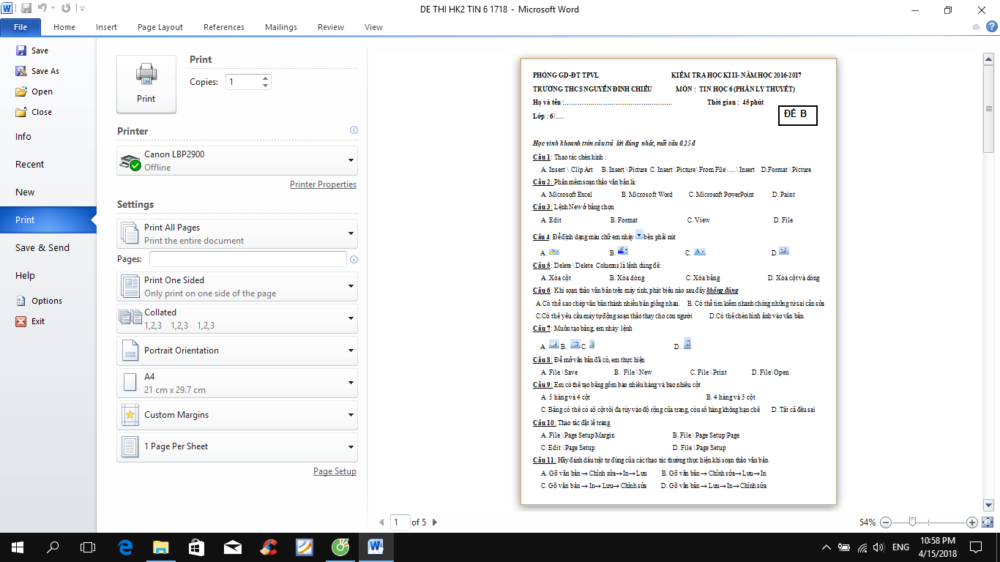 DE THI HK2 TIN 6 1718 - Microsoft Word
File Home Insert Page Layout References Mailings Review View
Save
Save As
Open
Close
Info
Recent
New
Print
Save & Send
Help
Options
Exit
Print
Print
Copies: 1
Printer
Canon LBP2900
Offline
Printer Properties
Settings
Print All Pages
Print the entire document
Pages:
Print One Sided
Only print on one side of the page
Collated
1,2,3 1,2,3 1,2,3
Portrait Orientation
A4
21 cm x 29.7 cm
Custom Margins
1 Page Per Sheet
Page Setup
PHÒNG GD-ĐT TPVL KIỂM TRA HỌC KÌ II- NĂM HỌC 2016-2017
TRƯỜNG THCS NGUYỄN ĐÌNH CHIỂU MÔN : TIN HỌC 6 (PHẦN LÝ THUYẾT)
Họ và tên :.................................................. Thời gian : 45 phút
Lớp : 6/....
ĐỀ B
Học sinh khoanh tròn câu trả lời đúng nhất, mỗi câu 0.25 đ
Câu 1: Thao tác chèn hình :
A. Insert \ Clip Art B. Insert \Picture C. Insert\Picture\From File\ ....\ Insert D.Format \Picture
Câu 2: Phần mềm soạn thảo văn bản là:
A. Microsoft Excel B. Microsoft Word C. Microsoft PowerPoint D. Paint
Câu 3: Lệnh New ở bảng chọn
A. Edit B. Format C. View D. File
Câu 4: Để định dạng màu chữ em nháy bên phải nút
A. B. C. D.
Câu 5: Delete \ Delete Columns là lệnh dùng để:
A. Xóa cột B. Xóa dòng C. Xóa bảng D. Xóa cột và dòng
Câu 6: Khi soạn thảo văn bản trên máy tính, phát biểu nào sau đây không đúng
A.Có thể sao chép văn bản thành nhiều bản giống nhau. B. Có thể tìm kiếm nhanh chóng những từ sai cần sửa
C.Có thể yêu cầu máy tự động soạn thảo thay cho con người D.Có thể chèn hình ảnh vào văn bản.
Câu 7: Muốn tạo bảng, em nháy lệnh
A. B. C. D.
Câu 8: Để mở văn bản đã có, em thực hiện
A. File \ Save B. File \ New C. File \ Print D. File\ Open
Câu 9: Em có thể tạo bảng gồm bao nhiêu hàng và bao nhiêu cột
A. 5 hàng và 4 cột B. 4 hàng và 5 cột
C. Bảng có thể có số cột tối đa tùy vào độ rộng của trang, còn số hàng không hạn chế D. Tất cả đều sai
Câu 10: Thao tác đặt lề trang
A. File \ Page Setup\Margin B. File \ Page Setup\Page
C. Edit \ Page Setup D. File \ Page Setup
Câu 11: Hãy đánh dấu trật tự đúng của các thao tác thường thực hiện khi soạn thảo văn bản
A. Gõ văn bản→ Chỉnh sửa→In→Lưu B. Gõ văn bản→ Chỉnh sửa→Lưu→In
C. Gõ văn bản→ In→ Lưu→ Chỉnh sửa D. Gõ văn bản→ Lưu→In→Chỉnh sửa
1 of 5
54%
ENG
10:58 PM
4/15/2018